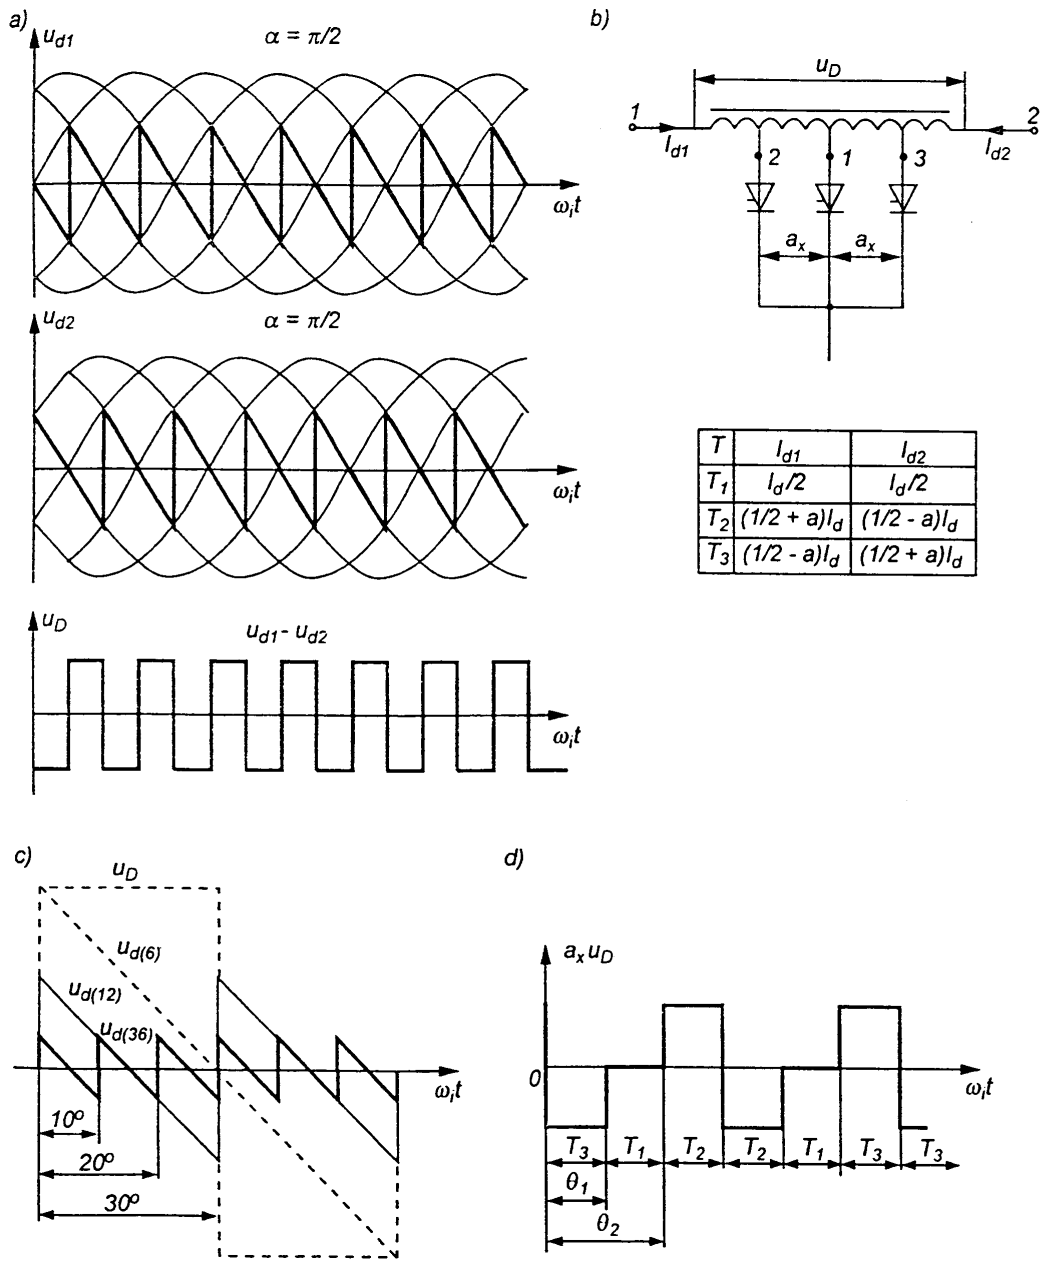 a)
u_d1
α = π/2
ω_i t
u_d2
α = π/2
ω_i t
u_D
u_d1 - u_d2
ω_i t
b)
u_D
1
2
I_d1
I_d2
2 1 3
a_x a_x
T I_d1 I_d2
T_1 I_d/2 I_d/2
T_2 (1/2 + a)I_d (1/2 - a)I_d
T_3 (1/2 - a)I_d (1/2 + a)I_d
c)
u_D
u_d(6)
u_d(12)
u_d(36)
ω_i t
10º
20º
30º
d)
a_x u_D
0
ω_i t
T_3 T_1 T_2 T_2 T_1 T_3 T_3
θ_1
θ_2